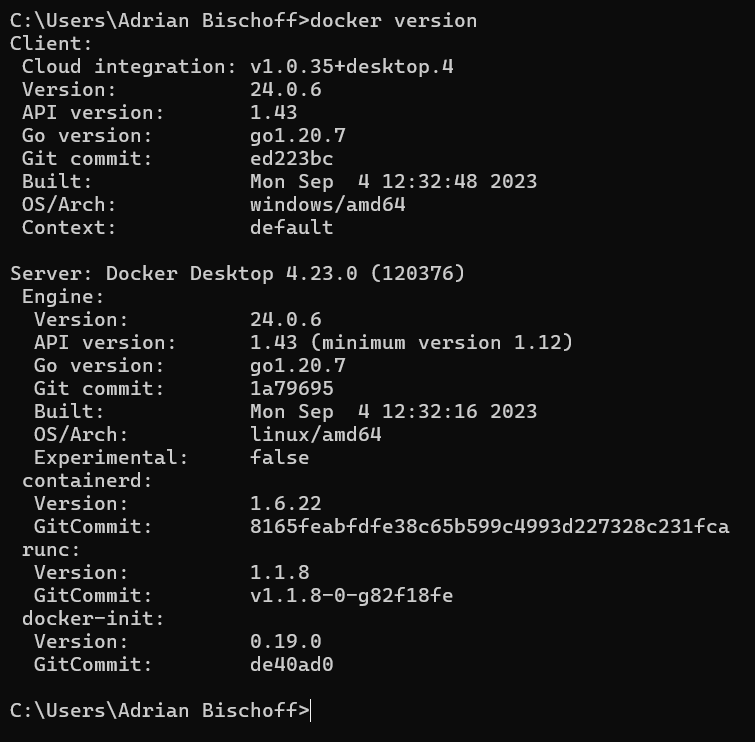 C:\Users\Adrian Bischoff>docker version
Client:
 Cloud integration: v1.0.35+desktop.4
 Version:           24.0.6
 API version:       1.43
 Go version:        go1.20.7
 Git commit:        ed223bc
 Built:             Mon Sep  4 12:32:48 2023
 OS/Arch:           windows/amd64
 Context:           default

Server: Docker Desktop 4.23.0 (120376)
 Engine:
  Version:          24.0.6
  API version:      1.43 (minimum version 1.12)
  Go version:       go1.20.7
  Git commit:       1a79695
  Built:            Mon Sep  4 12:32:16 2023
  OS/Arch:          linux/amd64
  Experimental:     false
 containerd:
  Version:          1.6.22
  GitCommit:        8165feabfdfe38c65b599c4993d227328c231fca
 runc:
  Version:          1.1.8
  GitCommit:        v1.1.8-0-g82f18fe
 docker-init:
  Version:          0.19.0
  GitCommit:        de40ad0

C:\Users\Adrian Bischoff>